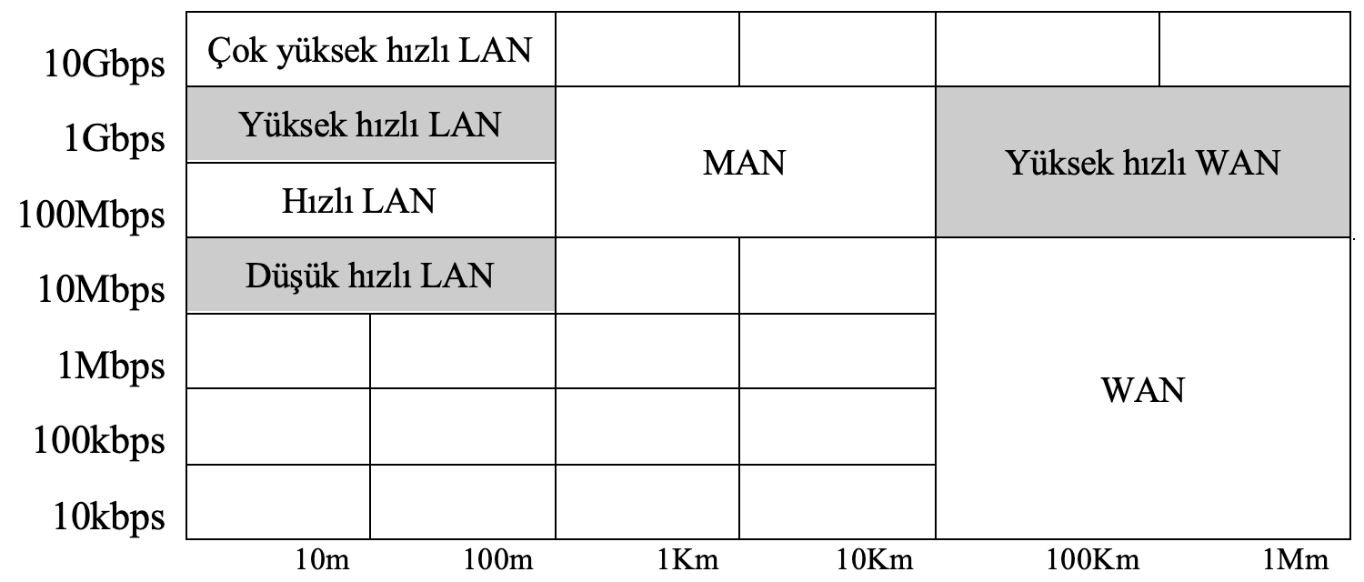 10Gbps
Çok yüksek hızlı LAN
1Gbps
Yüksek hızlı LAN
MAN
Yüksek hızlı WAN
100Mbps
Hızlı LAN
10Mbps
Düşük hızlı LAN
1Mbps
WAN
100kbps
10kbps
10m 100m 1Km 10Km 100Km 1Mm